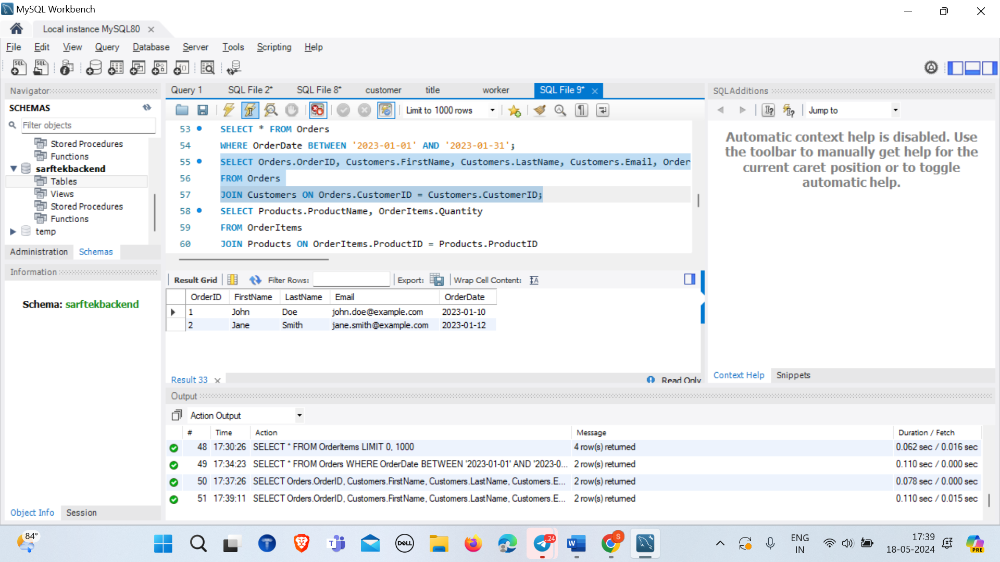 MySQL Workbench
Local instance MySQL80
File Edit View Query Database Server Tools Scripting Help
Navigator
SCHEMAS
Filter objects
Stored Procedures
Functions
sarftekbackend
Tables
Views
Stored Procedures
Functions
temp
Administration Schemas
Information
Schema: sarftekbackend
Object Info Session
Query 1 SQL File 2* SQL File 8* customer title worker SQL File 9*
Limit to 1000 rows
53 SELECT * FROM Orders
54 WHERE OrderDate BETWEEN '2023-01-01' AND '2023-01-31';
55 SELECT Orders.OrderID, Customers.FirstName, Customers.LastName, Customers.Email, Order
56 FROM Orders
57 JOIN Customers ON Orders.CustomerID = Customers.CustomerID;
58 SELECT Products.ProductName, OrderItems.Quantity
59 FROM OrderItems
60 JOIN Products ON OrderItems.ProductID = Products.ProductID
Result Grid Filter Rows: Export: Wrap Cell Content:
OrderID FirstName LastName Email OrderDate
1 John Doe john.doe@example.com 2023-01-10
2 Jane Smith jane.smith@example.com 2023-01-12
Result 33 Read Only
SQLAdditions
Jump to
Automatic context help is disabled. Use
the toolbar to manually get help for the
current caret position or to toggle
automatic help.
Context Help Snippets
Output
Action Output
# Time Action Message Duration / Fetch
48 17:30:26 SELECT * FROM OrderItems LIMIT 0, 1000 4 row(s) returned 0.062 sec / 0.016 sec
49 17:34:23 SELECT * FROM Orders WHERE OrderDate BETWEEN '2023-01-01' AND '2023-0... 2 row(s) returned 0.110 sec / 0.000 sec
50 17:37:26 SELECT Orders.OrderID, Customers.FirstName, Customers.LastName, Customers.E... 2 row(s) returned 0.078 sec / 0.000 sec
51 17:39:11 SELECT Orders.OrderID, Customers.FirstName, Customers.LastName, Customers.E... 2 row(s) returned 0.110 sec / 0.015 sec
84°
DELL
..24
S
ENG
IN
17:39
18-05-2024
PRE